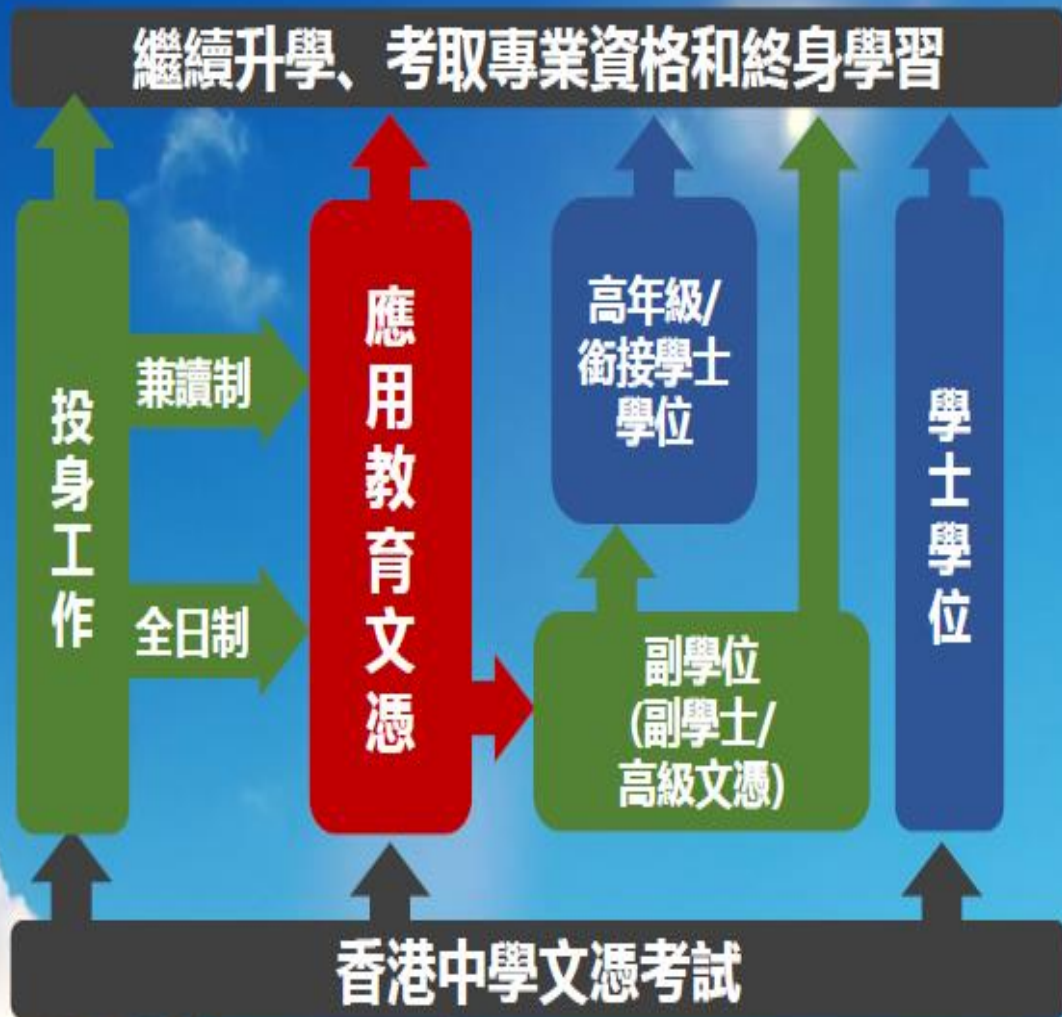 繼續升學、考取專業資格和終身學習
投身工作
兼讀制
全日制
應用教育文憑
高年級/
銜接學士
學位
副學位
(副學士/
高級文憑)
學士學位
香港中學文憑考試